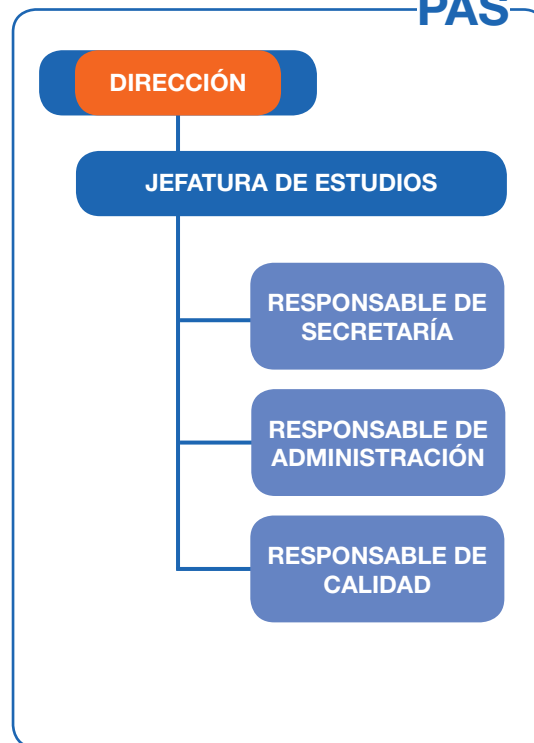 PAS
DIRECCIÓN
JEFATURA DE ESTUDIOS
RESPONSABLE DE
SECRETARÍA
RESPONSABLE DE
ADMINISTRACIÓN
RESPONSABLE DE
CALIDAD